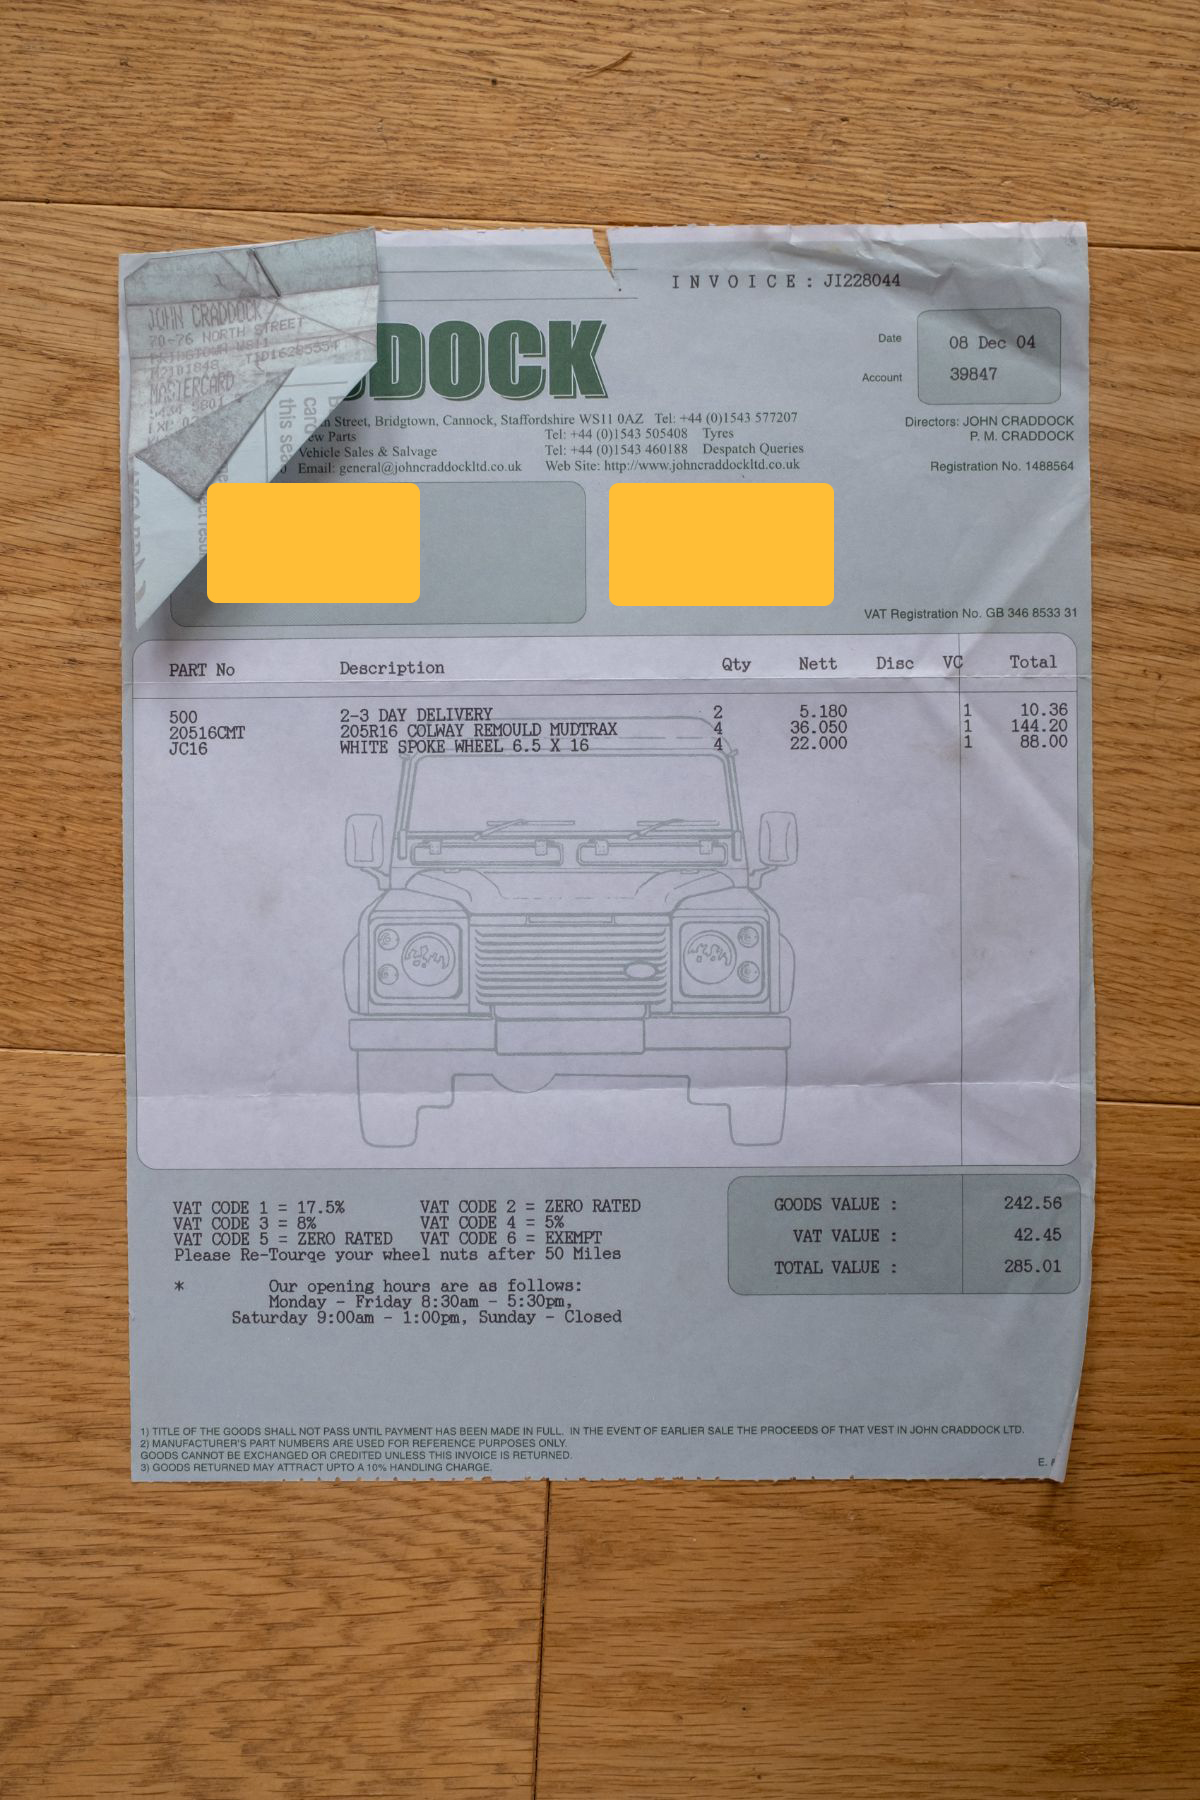 INVOICE: JI228044
JOHN CRADDOCK
70-76 NORTH STREET
WS11
MASTERCARD
DOCK
Date 08 Dec 04
Account 39847
Street, Bridgtown, Cannock, Staffordshire WS11 0AZ Tel: +44 (0)1543 577207
Parts Tel: +44 (0)1543 505408 Tyres
Vehicle Sales & Salvage Tel: +44 (0)1543 460188 Despatch Queries
Email: general@johncraddockltd.co.uk Web Site: http://www.johncraddockltd.co.uk
Directors: JOHN CRADDOCK
P. M. CRADDOCK
Registration No. 1488564
this
VAT Registration No. GB 346 8533 31
PART No Description Qty Nett Disc VC Total
500 2-3 DAY DELIVERY 2 5.180 1 10.36
20516CMT 205R16 COLWAY REMOULD MUDTRAX 4 36.050 1 144.20
JC16 WHITE SPOKE WHEEL 6.5 X 16 4 22.000 1 88.00
VAT CODE 1 = 17.5% VAT CODE 2 = ZERO RATED
VAT CODE 3 = 8% VAT CODE 4 = 5%
VAT CODE 5 = ZERO RATED VAT CODE 6 = EXEMPT
Please Re-Tourqe your wheel nuts after 50 Miles
* Our opening hours are as follows:
Monday - Friday 8:30am - 5:30pm,
Saturday 9:00am - 1:00pm, Sunday - Closed
GOODS VALUE : 242.56
VAT VALUE : 42.45
TOTAL VALUE : 285.01
1) TITLE OF THE GOODS SHALL NOT PASS UNTIL PAYMENT HAS BEEN MADE IN FULL. IN THE EVENT OF EARLIER SALE THE PROCEEDS OF THAT VEST IN JOHN CRADDOCK LTD.
2) MANUFACTURER'S PART NUMBERS ARE USED FOR REFERENCE PURPOSES ONLY.
GOODS CANNOT BE EXCHANGED OR CREDITED UNLESS THIS INVOICE IS RETURNED.
3) GOODS RETURNED MAY ATTRACT UPTO A 10% HANDLING CHARGE.
E.